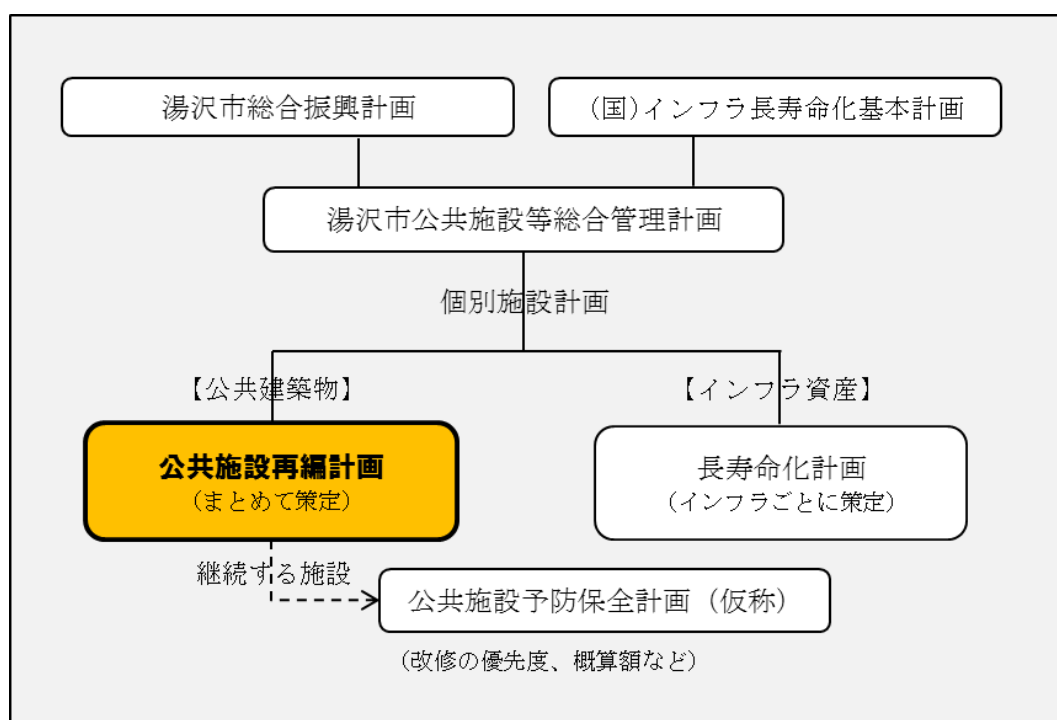 湯沢市総合振興計画
(国)インフラ長寿命化基本計画
湯沢市公共施設等総合管理計画
個別施設計画
【公共建築物】
【インフラ資産】
公共施設再編計画
(まとめて策定)
長寿命化計画
(インフラごとに策定)
継続する施設
公共施設予防保全計画（仮称）
(改修の優先度、概算額など)